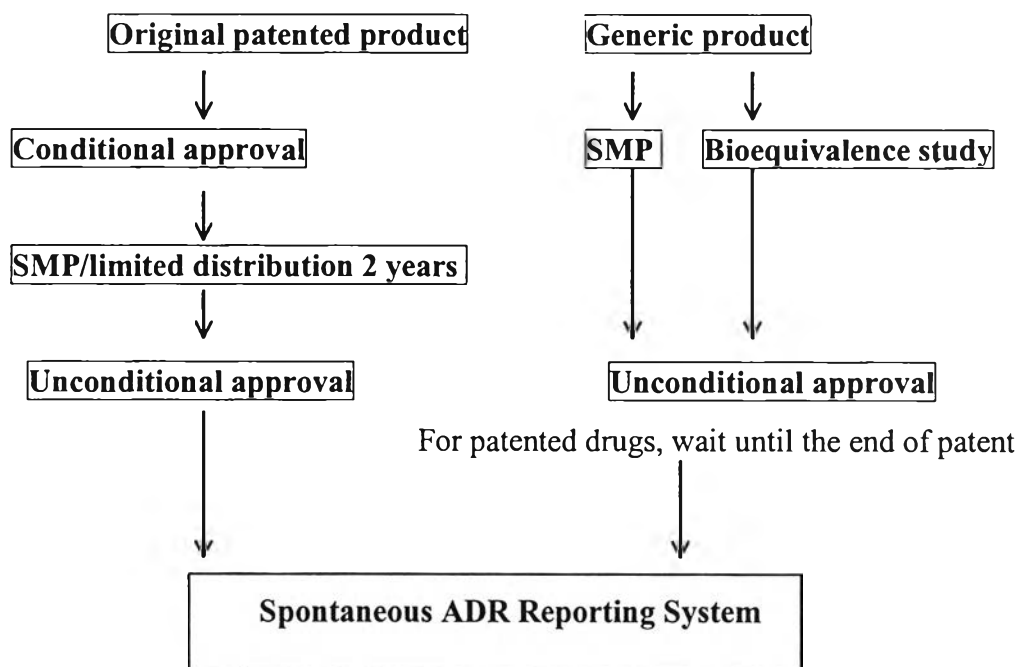 Original patented product
Generic product
Conditional approval
SMP
Bioequivalence study
SMP/limited distribution 2 years
Unconditional approval
Unconditional approval
For patented drugs, wait until the end of patent
Spontaneous ADR Reporting System